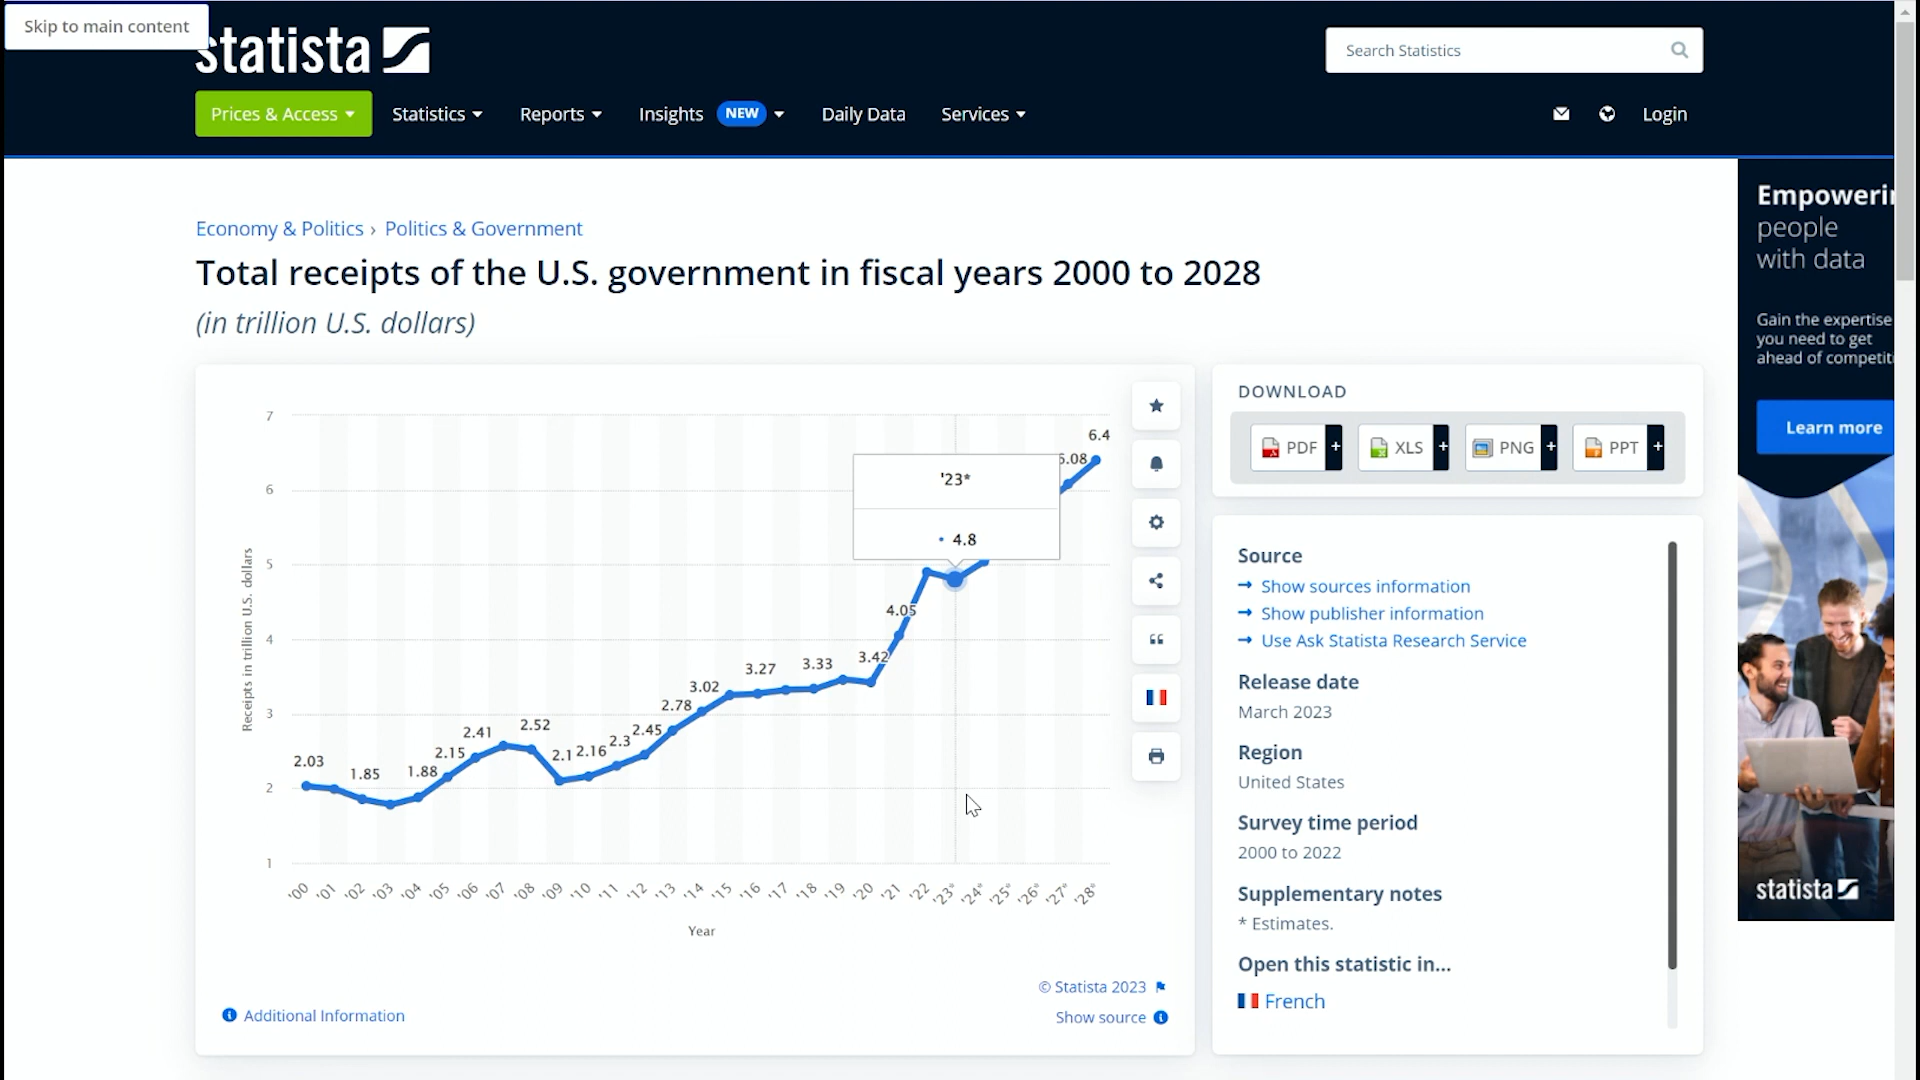 Skip to main content
statista
Search Statistics
Prices & Access
Statistics
Reports
Insights NEW
Daily Data
Services
Login
Economy & Politics › Politics & Government
Total receipts of the U.S. government in fiscal years 2000 to 2028
(in trillion U.S. dollars)
Receipts in trillion U.S. dollars
7
6
5
4
3
2
1
2.03
1.85
1.88
2.15
2.41
2.52
2.1
2.16
2.3
2.45
2.78
3.02
3.27
3.33
3.42
4.05
'23*
• 4.8
6.4
'00 '01 '02 '03 '04 '05 '06 '07 '08 '09 '10 '11 '12 '13 '14 '15 '16 '17 '18 '19 '20 '21 '22 '23* '24* '25* '26* '27* '28*
Year
© Statista 2023
Additional Information
Show source
DOWNLOAD
PDF +
XLS +
PNG +
PPT +
Source
→ Show sources information
→ Show publisher information
→ Use Ask Statista Research Service
Release date
March 2023
Region
United States
Survey time period
2000 to 2022
Supplementary notes
* Estimates.
Open this statistic in...
French
people
with data
Gain the expertise
you need to get
ahead of
Learn more
statista